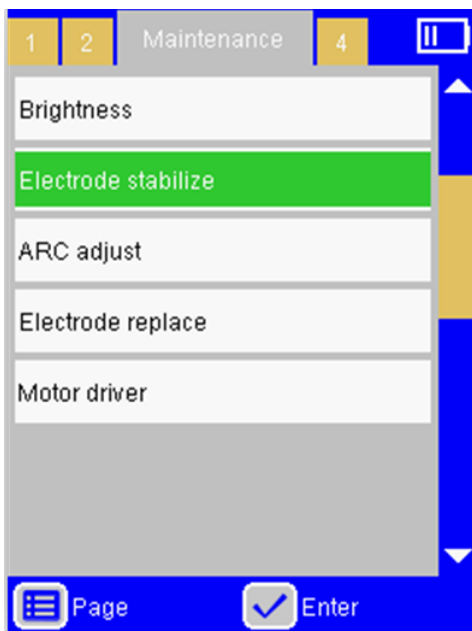 1 2 Maintenance 4
Brightness
Electrode stabilize
ARC adjust
Electrode replace
Motor driver
Page Enter